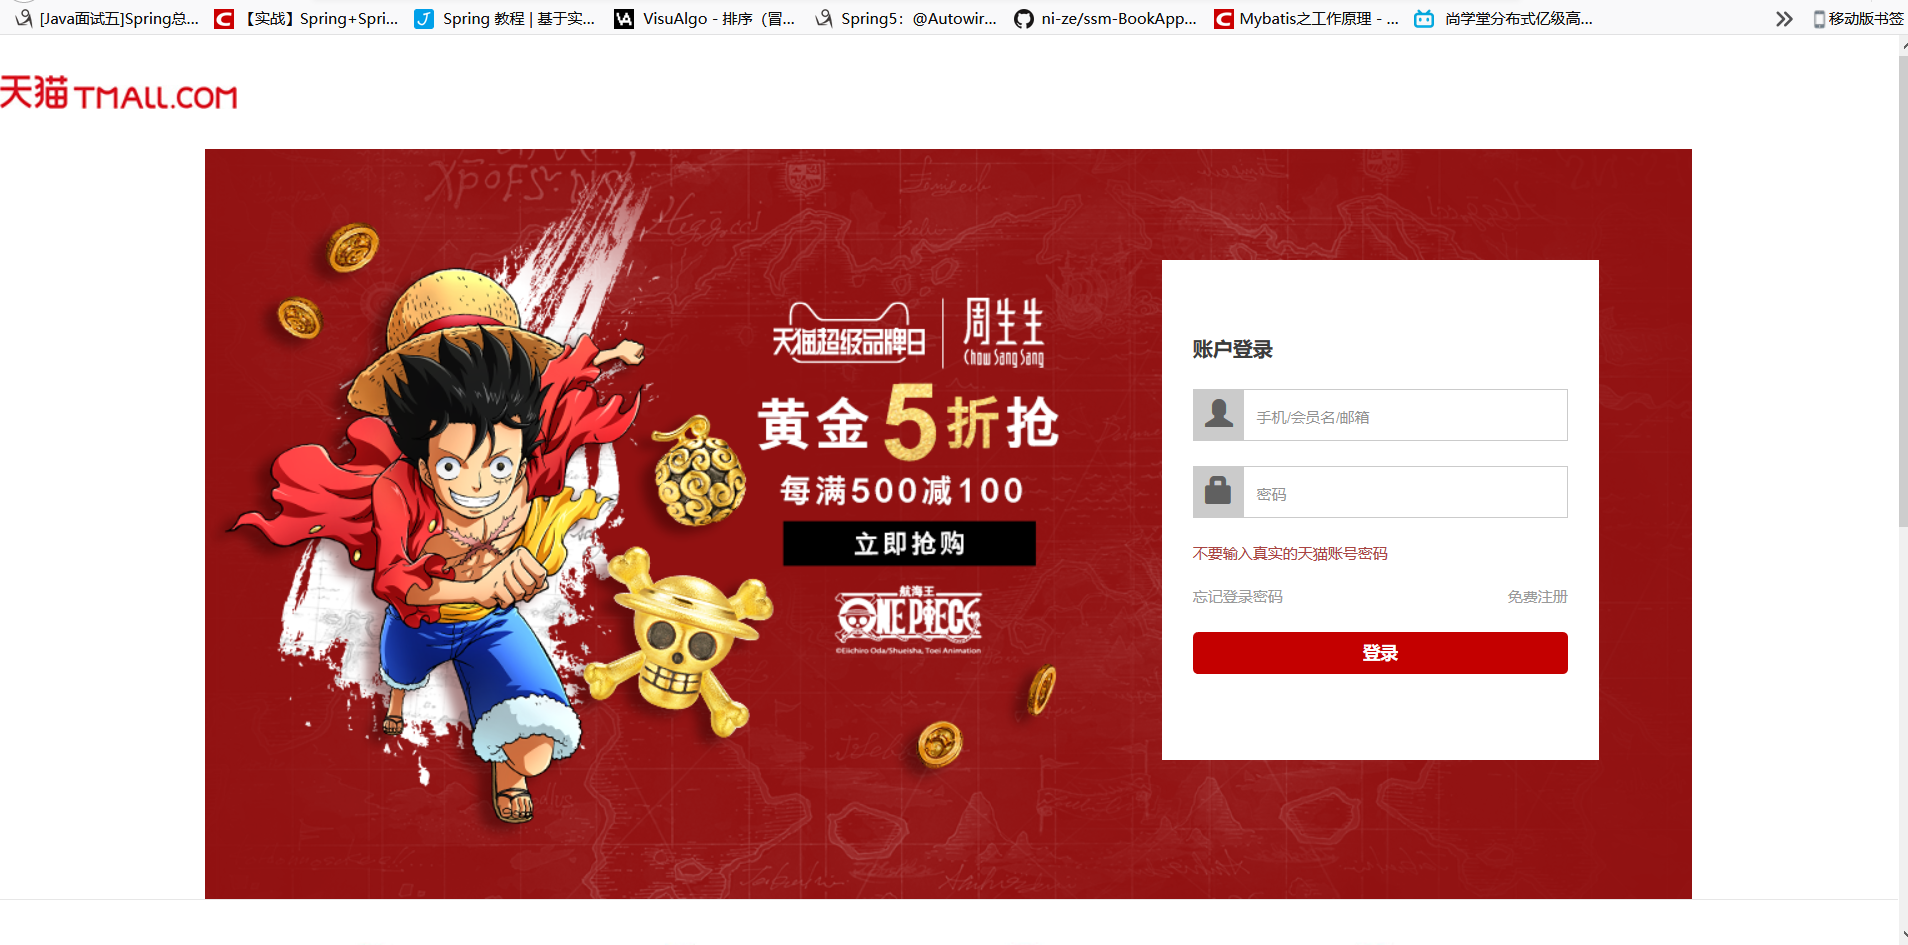 [Java面试五]Spring总...
【实战】Spring+Spri...
Spring 教程 | 基于实...
VisuAlgo - 排序（冒...
Spring5：@Autowir...
ni-ze/ssm-BookApp...
Mybatis之工作原理 - ...
尚学堂分布式亿级高...
移动版书签
天猫 TMALL.COM
天猫超级品牌日
周生生
Chow Sang Sang
黄金5折抢
每满500减100
立即抢购
航海王
ONE PIECE
©Eiichiro Oda/Shueisha, Toei Animation
账户登录
手机/会员名/邮箱
密码
不要输入真实的天猫账号密码
忘记登录密码 免费注册
登录